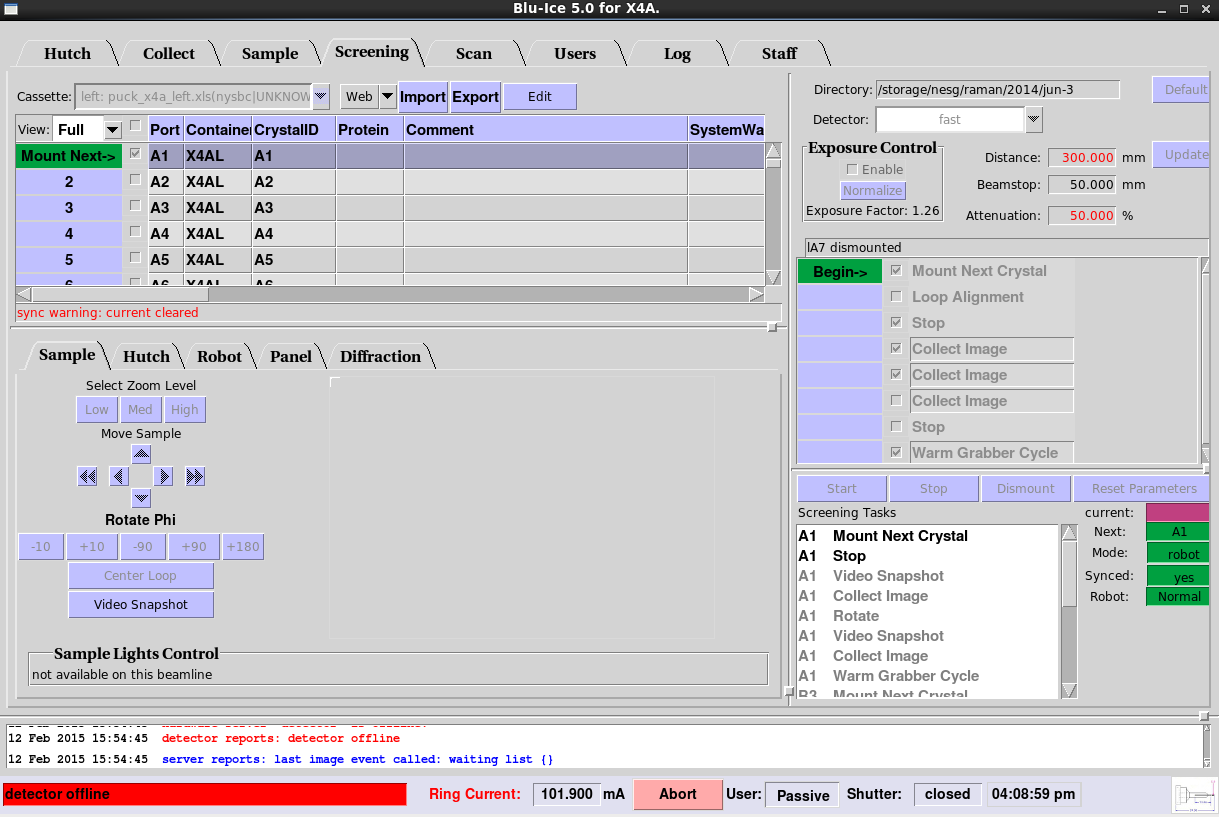 Blu-Ice 5.0 for X4A.
Hutch Collect Sample Screening Scan Users Log Staff
Cassette: left: puck_x4a_left.xls(nysbc|UNKNOW Web Import Export Edit
View: Full Port Container CrystalID Protein Comment SystemWa
Mount Next-> A1 X4AL A1
2 A2 X4AL A2
3 A3 X4AL A3
4 A4 X4AL A4
5 A5 X4AL A5
6 A6 X4AL A6
sync warning: current cleared
Directory: /storage/nesg/raman/2014/jun-3 Default
Detector: fast
Exposure Control
Enable
Normalize
Exposure Factor: 1.26
Distance: 300.000 mm Update
Beamstop: 50.000 mm
Attenuation: 50.000 %
lA7 dismounted
Begin-> Mount Next Crystal
Loop Alignment
Stop
Collect Image
Collect Image
Collect Image
Stop
Warm Grabber Cycle
Sample Hutch Robot Panel Diffraction
Select Zoom Level
Low Med High
Move Sample
Rotate Phi
-10 +10 -90 +90 +180
Center Loop
Video Snapshot
Sample Lights Control
not available on this beamline
Start Stop Dismount Reset Parameters
Screening Tasks
A1 Mount Next Crystal
A1 Stop
A1 Video Snapshot
A1 Collect Image
A1 Rotate
A1 Video Snapshot
A1 Collect Image
A1 Warm Grabber Cycle
B3 Mount Next Crystal
current:
Next: A1
Mode: robot
Synced: yes
Robot: Normal
12 Feb 2015 15:54:45 detector reports: detector offline
12 Feb 2015 15:54:45 server reports: last image event called: waiting list {}
detector offline Ring Current: 101.900 mA Abort User: Passive Shutter: closed 04:08:59 pm